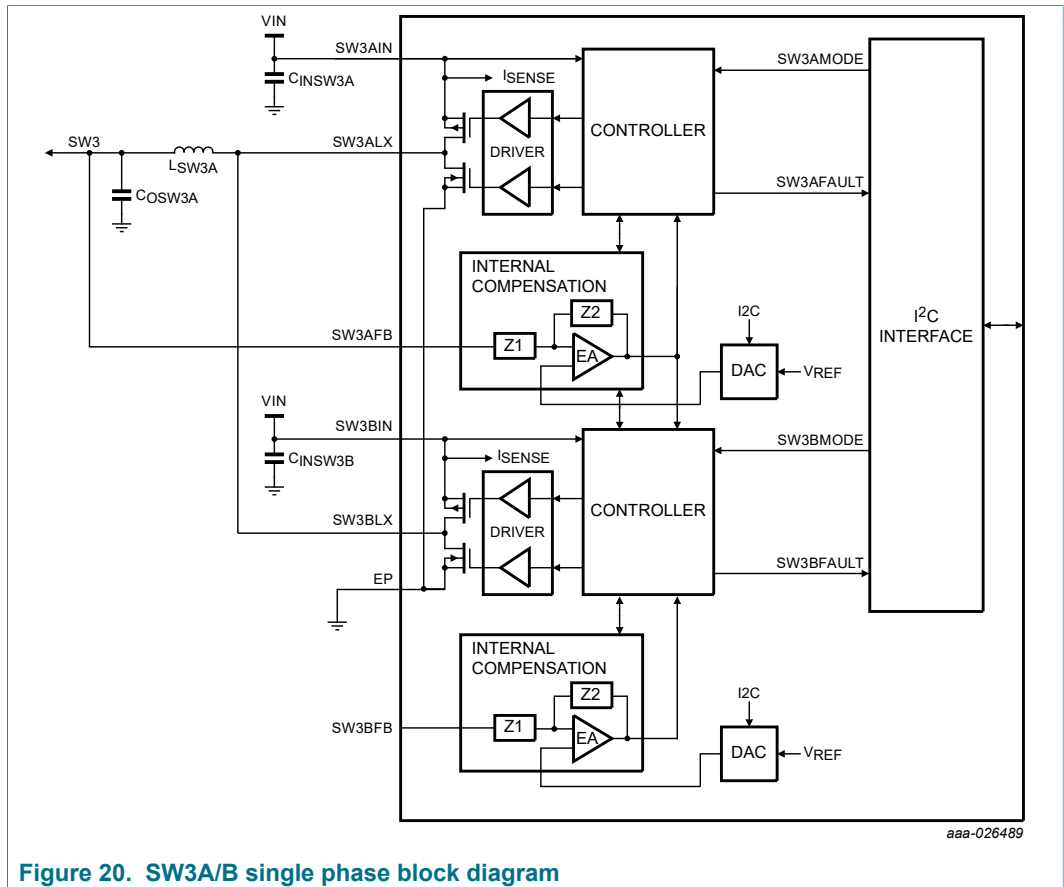 VIN
SW3AIN
CINSW3A
ISENSE
SW3AMODE
CONTROLLER
SW3
SW3ALX
DRIVER
LSW3A
COSW3A
SW3AFAULT
I2C
INTERFACE
INTERNAL
COMPENSATION
Z2
I2C
SW3AFB
Z1
EA
DAC
VREF
VIN
SW3BIN
CINSW3B
ISENSE
SW3BMODE
CONTROLLER
SW3BLX
DRIVER
EP
SW3BFAULT
INTERNAL
COMPENSATION
Z2
I2C
SW3BFB
Z1
EA
DAC
VREF
aaa-026489
Figure 20. SW3A/B single phase block diagram